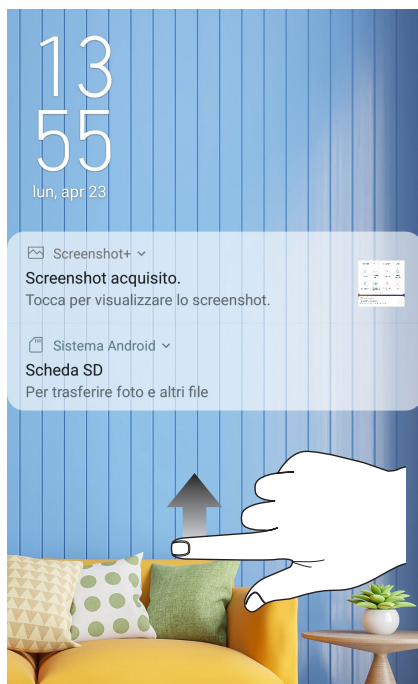 13
55
lun, apr 23
Screenshot+
Screenshot acquisito.
Tocca per visualizzare lo screenshot.
Sistema Android
Scheda SD
Per trasferire foto e altri file